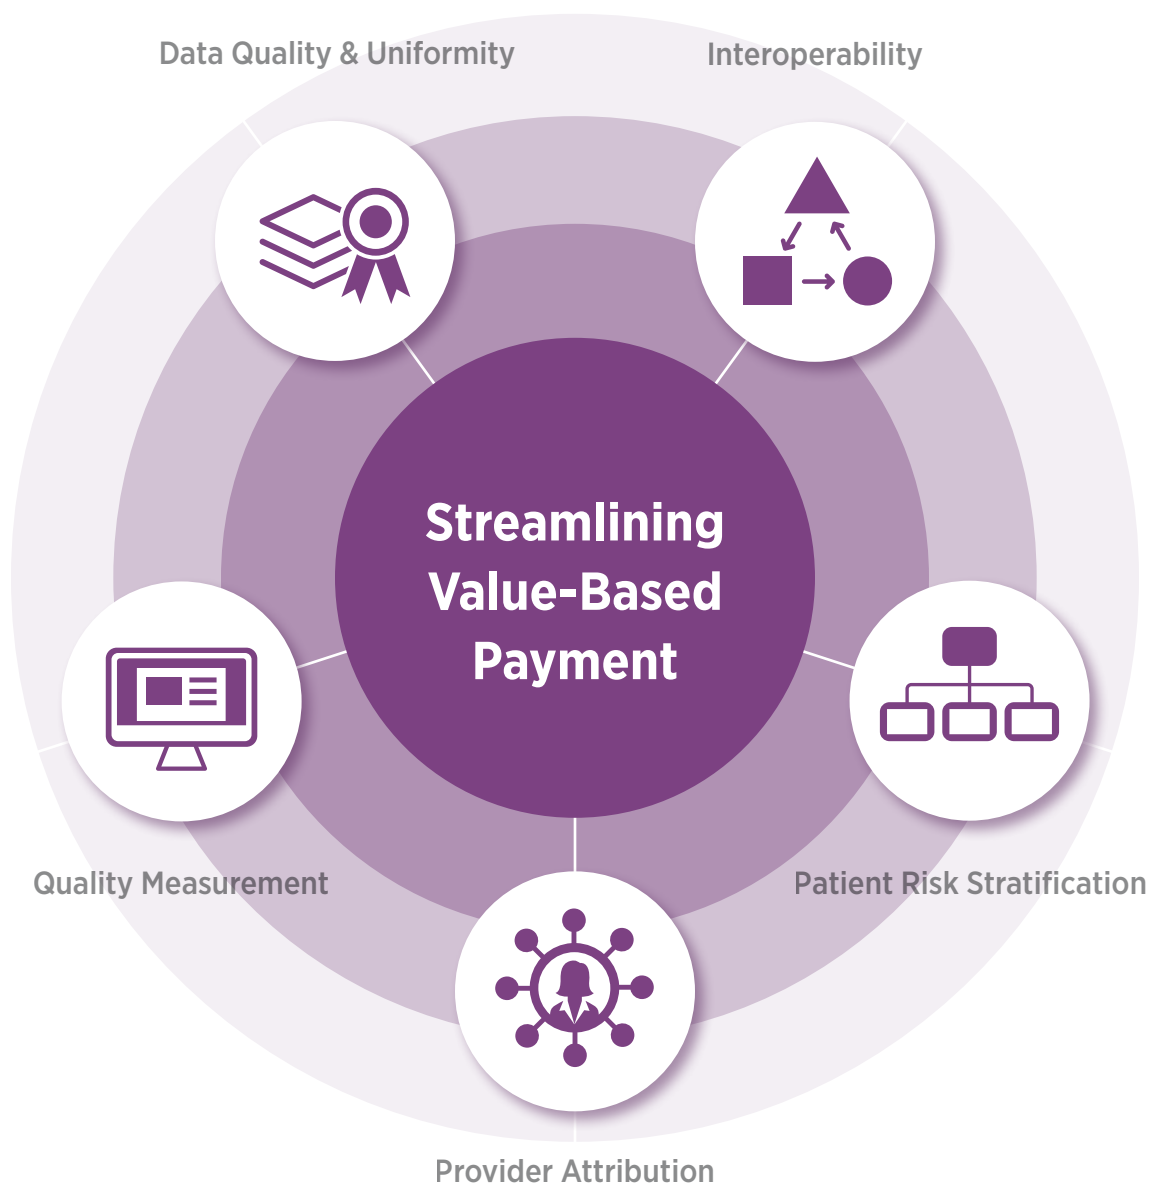 Data Quality & Uniformity
Interoperability
Streamlining
Value-Based
Payment
Quality Measurement
Patient Risk Stratification
Provider Attribution